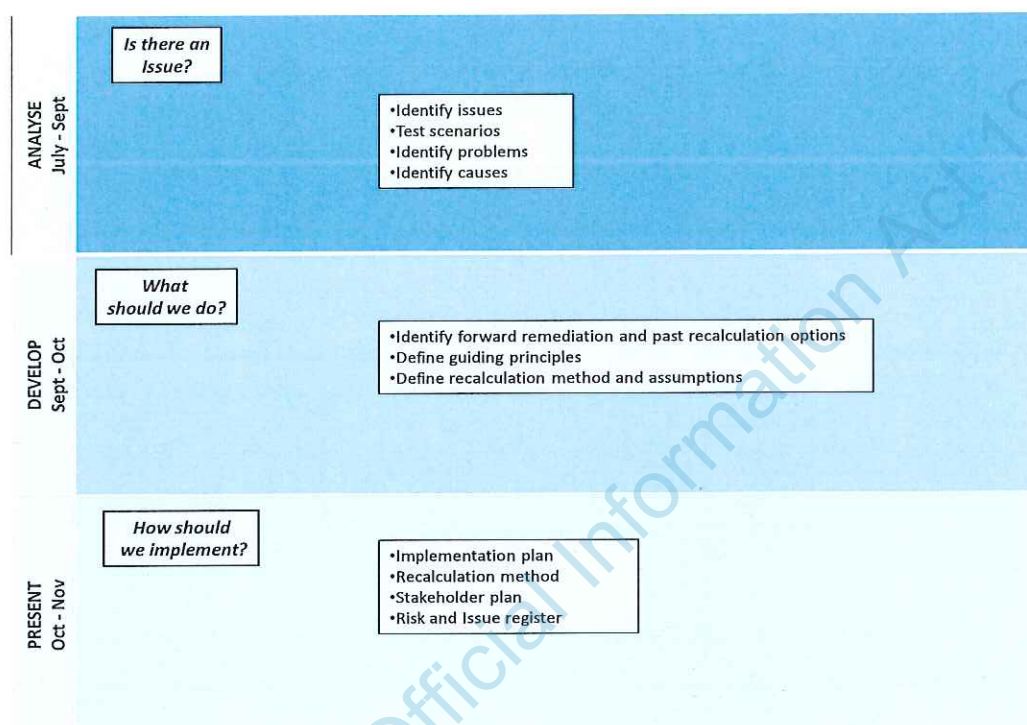 ANALYSE
July - Sept
Is there an
Issue?
•Identify issues
•Test scenarios
•Identify problems
•Identify causes
DEVELOP
Sept - Oct
What
should we do?
•Identify forward remediation and past recalculation options
•Define guiding principles
•Define recalculation method and assumptions
PRESENT
Oct - Nov
How should
we implement?
•Implementation plan
•Recalculation method
•Stakeholder plan
•Risk and Issue register
Official Information Act